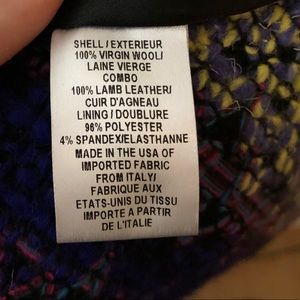 SHELL / EXTERIEUR
100% VIRGIN WOOL/
LAINE VIERGE
COMBO
100% LAMB LEATHER/
CUIR D'AGNEAU
LINING / DOUBLURE
96% POLYESTER
4% SPANDEX/ELASTHANNE
MADE IN THE USA OF
IMPORTED FABRIC
FROM ITALY/
FABRIQUE AUX
ETATS-UNIS DU TISSU
IMPORTE A PARTIR
DE L'ITALIE